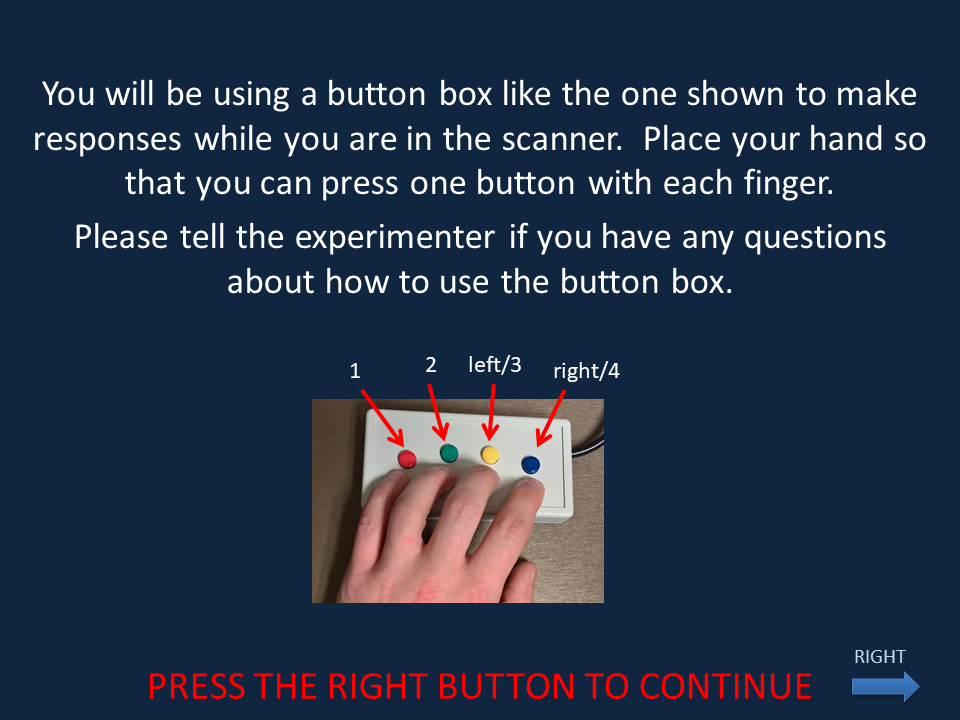 You will be using a button box like the one shown to make
responses while you are in the scanner.  Place your hand so
that you can press one button with each finger.
Please tell the experimenter if you have any questions
about how to use the button box.
1 2 left/3 right/4
RIGHT
PRESS THE RIGHT BUTTON TO CONTINUE